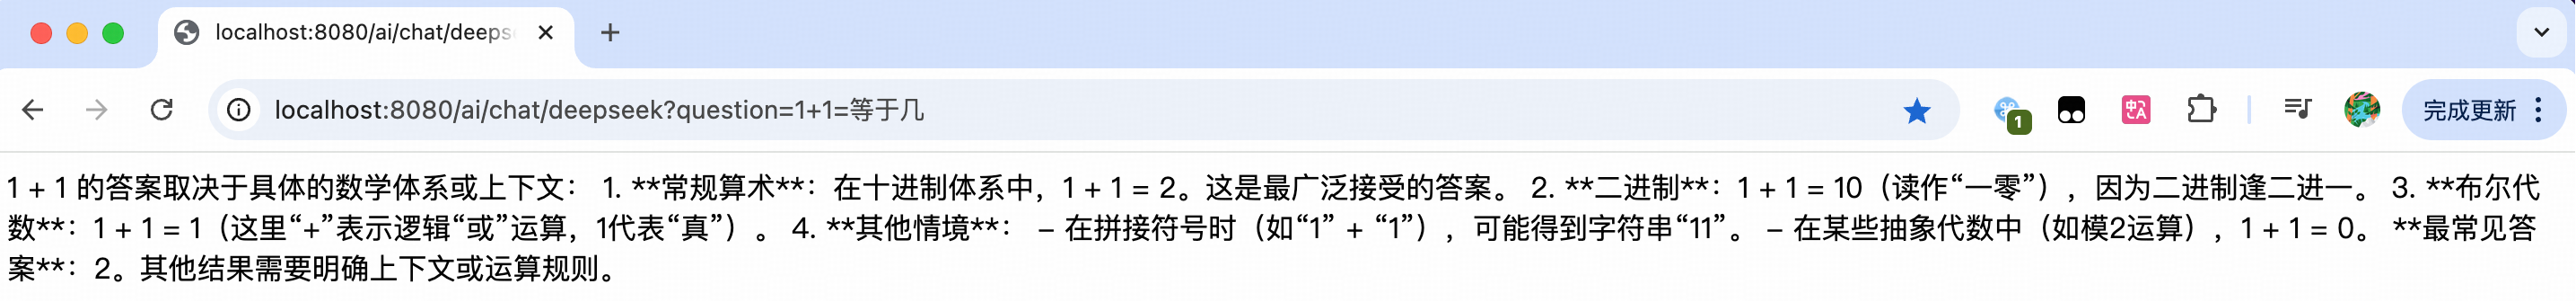 localhost:8080/ai/chat/deeps
localhost:8080/ai/chat/deepseek?question=1+1=等于几
1
中A
完成更新
1 + 1 的答案取决于具体的数学体系或上下文： 1. **常规算术**：在十进制体系中，1 + 1 = 2。这是最广泛接受的答案。 2. **二进制**：1 + 1 = 10（读作“一零”），因为二进制逢二进一。 3. **布尔代
数**：1 + 1 = 1（这里“+”表示逻辑“或”运算，1代表“真”）。 4. **其他情境**： – 在拼接符号时（如“1” + “1”），可能得到字符串“11”。 – 在某些抽象代数中（如模2运算），1 + 1 = 0。 **最常见答
案**：2。其他结果需要明确上下文或运算规则。